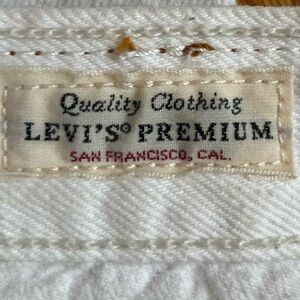 Quality Clothing
LEVI'S® PREMIUM
SAN FRANCISCO, CAL.